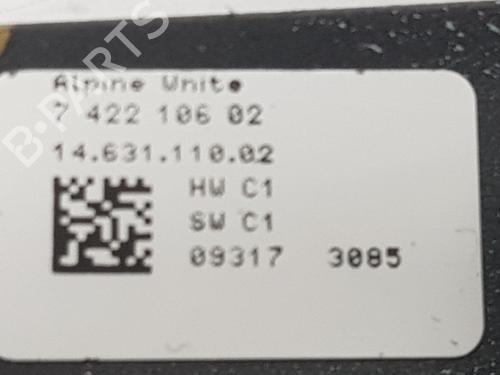 B-PARTS
Alpine White
7 422 106 02
14.631.110.02
HW C1
SW C1
09317 3085